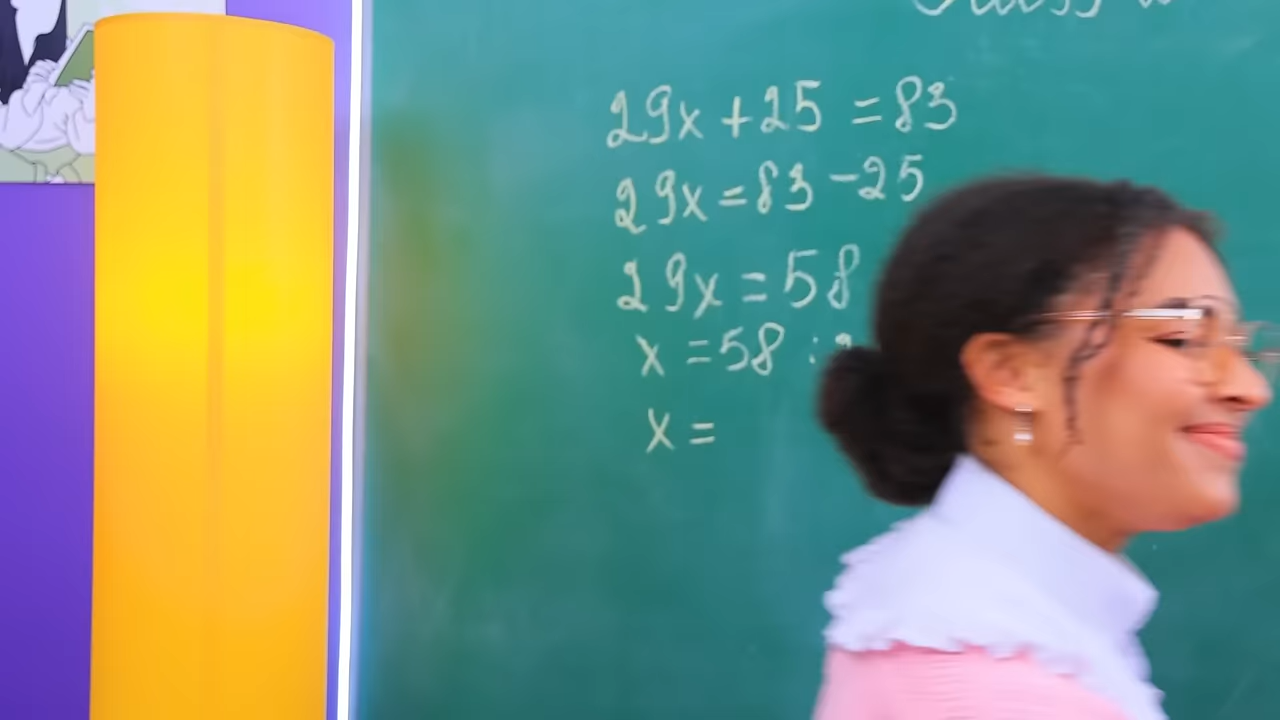 29x + 25 = 83
29x = 83 - 25
29x = 58
x = 58 :
x =